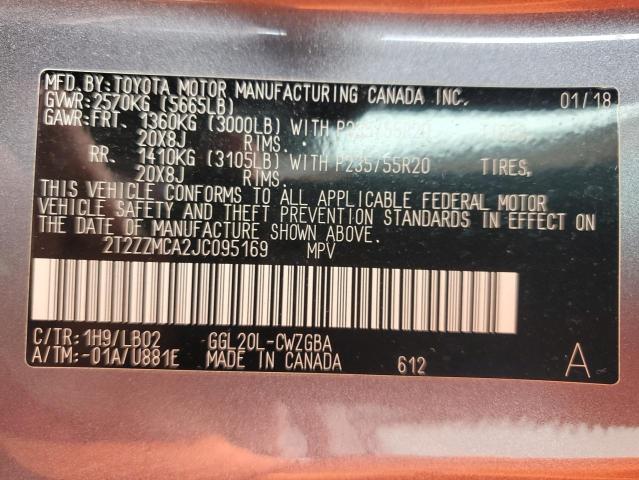 MFD.BY:TOYOTA MOTOR MANUFACTURING CANADA INC. 01/18
GVWR:2570KG (5665LB)
GAWR:FRT. 1360KG (3000LB) WITH P235/55R20 TIRES,
20X8J RIMS.
RR. 1410KG (3105LB) WITH P235/55R20 TIRES,
20X8J RIMS.
THIS VEHICLE CONFORMS TO ALL APPLICABLE FEDERAL MOTOR
VEHICLE SAFETY AND THEFT PREVENTION STANDARDS IN EFFECT ON
THE DATE OF MANUFACTURE SHOWN ABOVE.
2T2ZZMCA2JC095169 MPV
C/TR: 1H9/LB02 GGL20L-CWZGBA
A/TM:-01A/U881E MADE IN CANADA 612 A